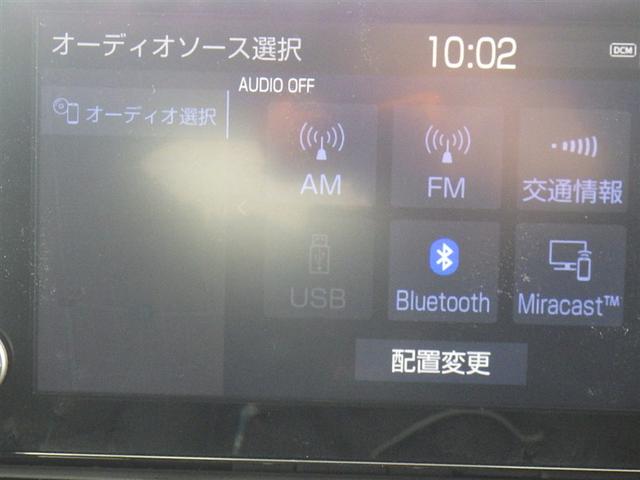 オーディオソース選択 10:02 DCM
AUDIO OFF
オーディオ選択
AM FM 交通情報
USB Bluetooth Miracast™
配置変更